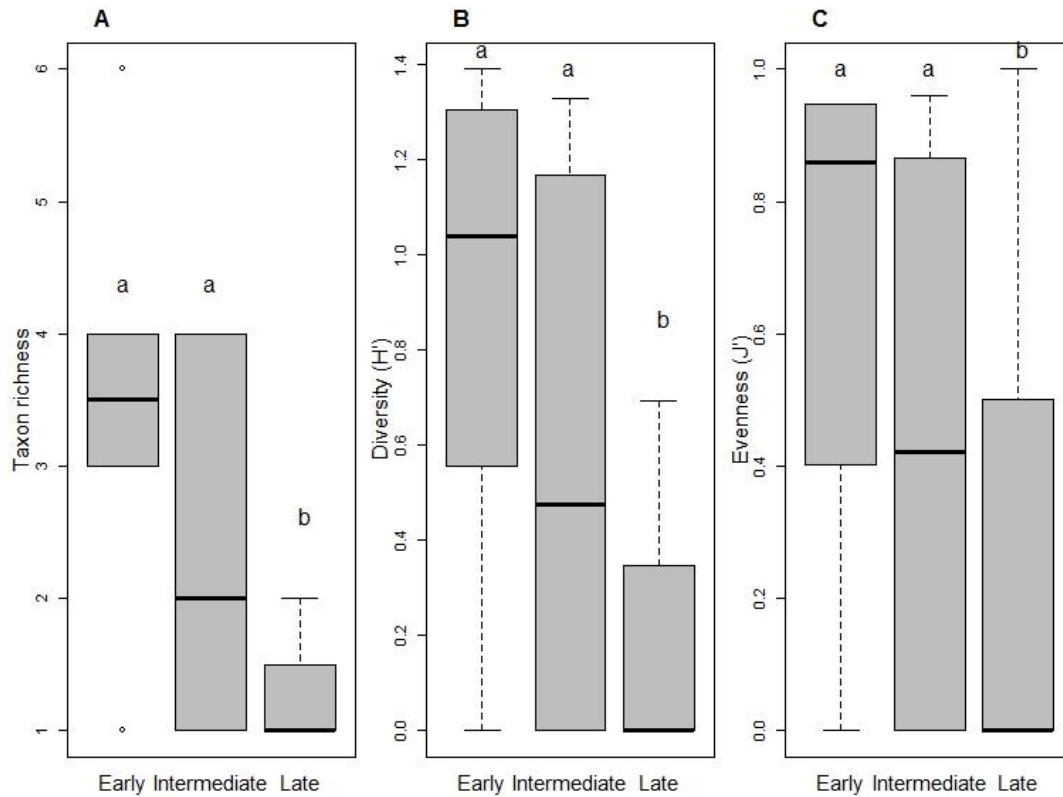 A
Taxon richness
6
5
4
3
2
1
a
a
b
Early Intermediate Late
B
Diversity (H')
1.4
1.2
1.0
0.8
0.6
0.4
0.2
0.0
a
a
b
Early Intermediate Late
C
Evenness (J')
1.0
0.8
0.6
0.4
0.2
0.0
a
a
b
Early Intermediate Late